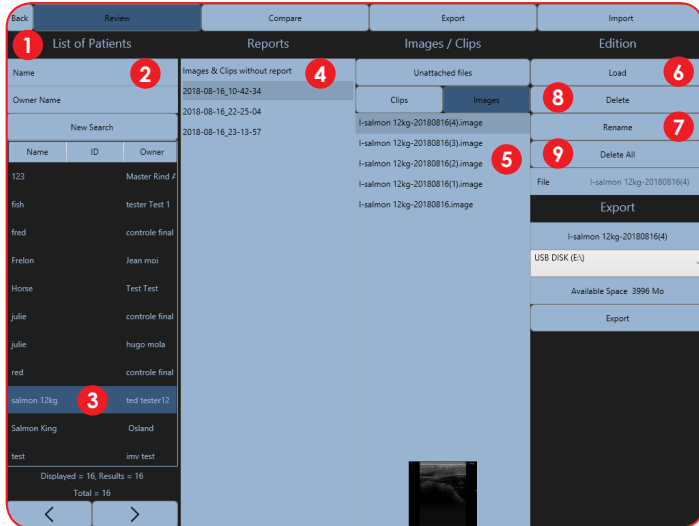 Back
Review
Compare
Export
Import
1
List of Patients
Reports
Images / Clips
Edition
Name
2
Owner Name
New Search
Name ID Owner
123 Master Rind
fish tester Test 1
fred controle final
Frelon Jean moi
Horse Test Test
julie controle final
julie hugo mola
red controle final
salmon 12kg 3 ted tester12
Salmon King Osland
test imv test
Displayed = 16, Results = 16
Total = 16
Images & Clips without report
4
2018-08-16_10-42-34
2018-08-16_22-25-04
2018-08-16_23-13-57
Unattached files
Clips
Images
I-salmon 12kg-20180816(4).image
I-salmon 12kg-20180816(3).image
I-salmon 12kg-20180816(2).image
5
I-salmon 12kg-20180816(1).image
I-salmon 12kg-20180816.image
Load
6
8
Delete
Rename
7
9
Delete All
File I-salmon 12kg-20180816(4)
Export
I-salmon 12kg-20180816(4)
USB DISK (E:\)
Available Space 3996 Mo
Export